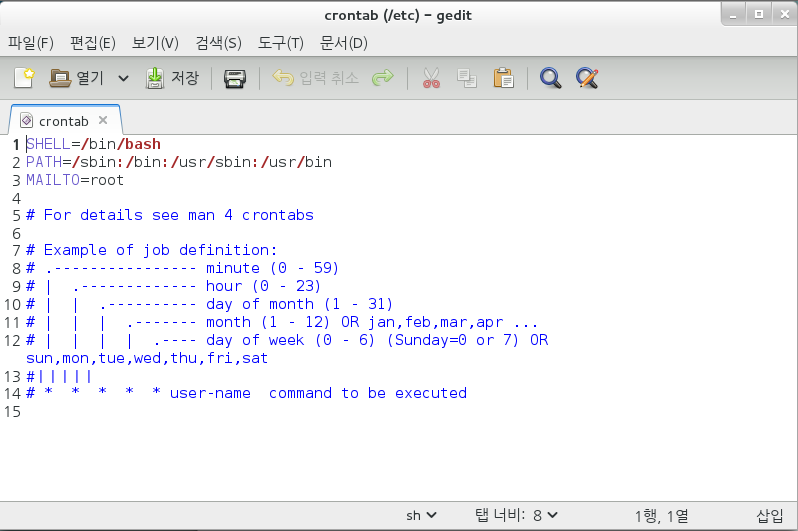 crontab (/etc) – gedit
파일(F) 편집(E) 보기(V) 검색(S) 도구(T) 문서(D)
열기 저장 입력 취소
crontab
1 SHELL=/bin/bash
2 PATH=/sbin:/bin:/usr/sbin:/usr/bin
3 MAILTO=root
4
5 # For details see man 4 crontabs
6
7 # Example of job definition:
8 # .---------------- minute (0 - 59)
9 # |  .------------- hour (0 - 23)
10 # |  |  .---------- day of month (1 - 31)
11 # |  |  |  .------- month (1 - 12) OR jan,feb,mar,apr ...
12 # |  |  |  |  .---- day of week (0 - 6) (Sunday=0 or 7) OR
sun,mon,tue,wed,thu,fri,sat
13 #|||||
14 # *  *  *  *  * user-name  command to be executed
15
sh 탭 너비: 8 1행, 1열 삽입